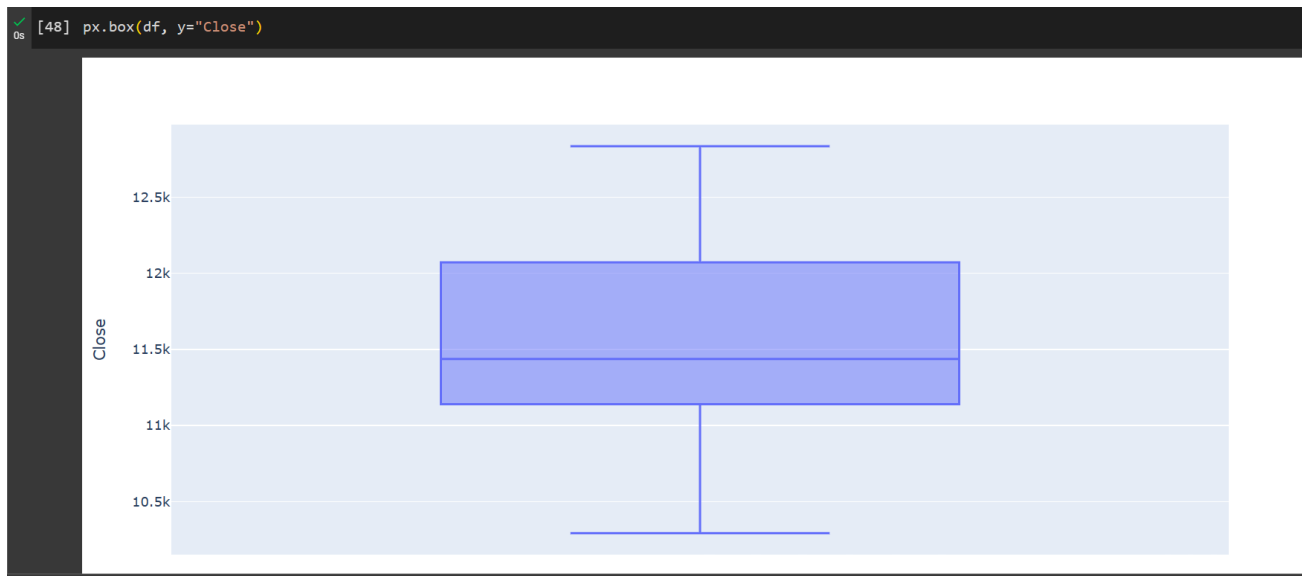 [48] px.box(df, y="Close")
0s
12.5k
12k
11.5k
11k
10.5k
Close